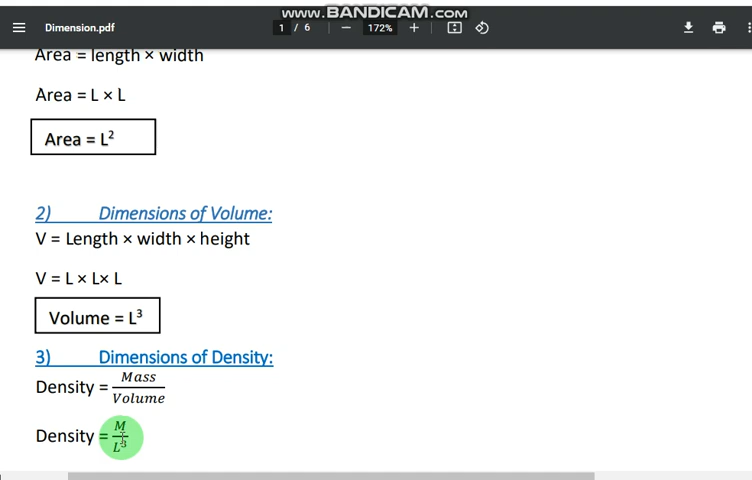 www.BANDICAM.com
Dimension.pdf
1 / 6
172%
Area = length × width
Area = L × L
Area = L²
2) Dimensions of Volume:
V = Length × width × height
V = L × L× L
Volume = L³
3) Dimensions of Density:
Density = Mass / Volume
Density = M / L³